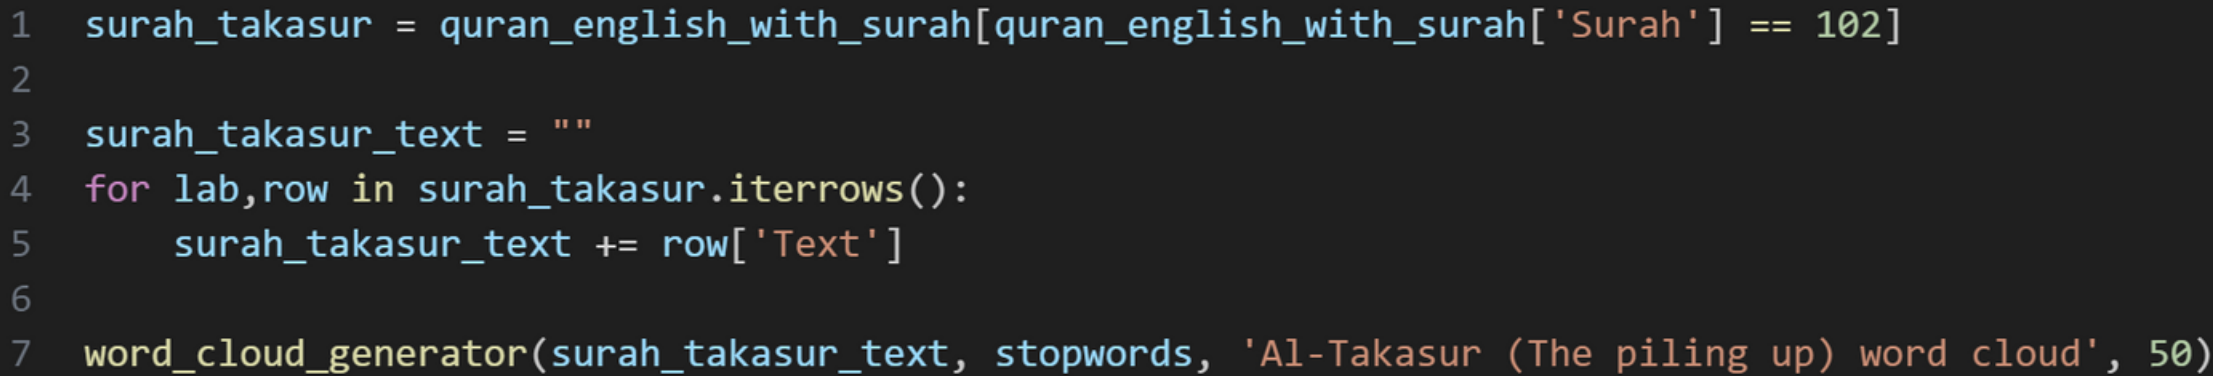 1 surah_takasur = quran_english_with_surah[quran_english_with_surah['Surah'] == 102]
2
3 surah_takasur_text = ""
4 for lab,row in surah_takasur.iterrows():
5     surah_takasur_text += row['Text']
6
7 word_cloud_generator(surah_takasur_text, stopwords, 'Al-Takasur (The piling up) word cloud', 50)